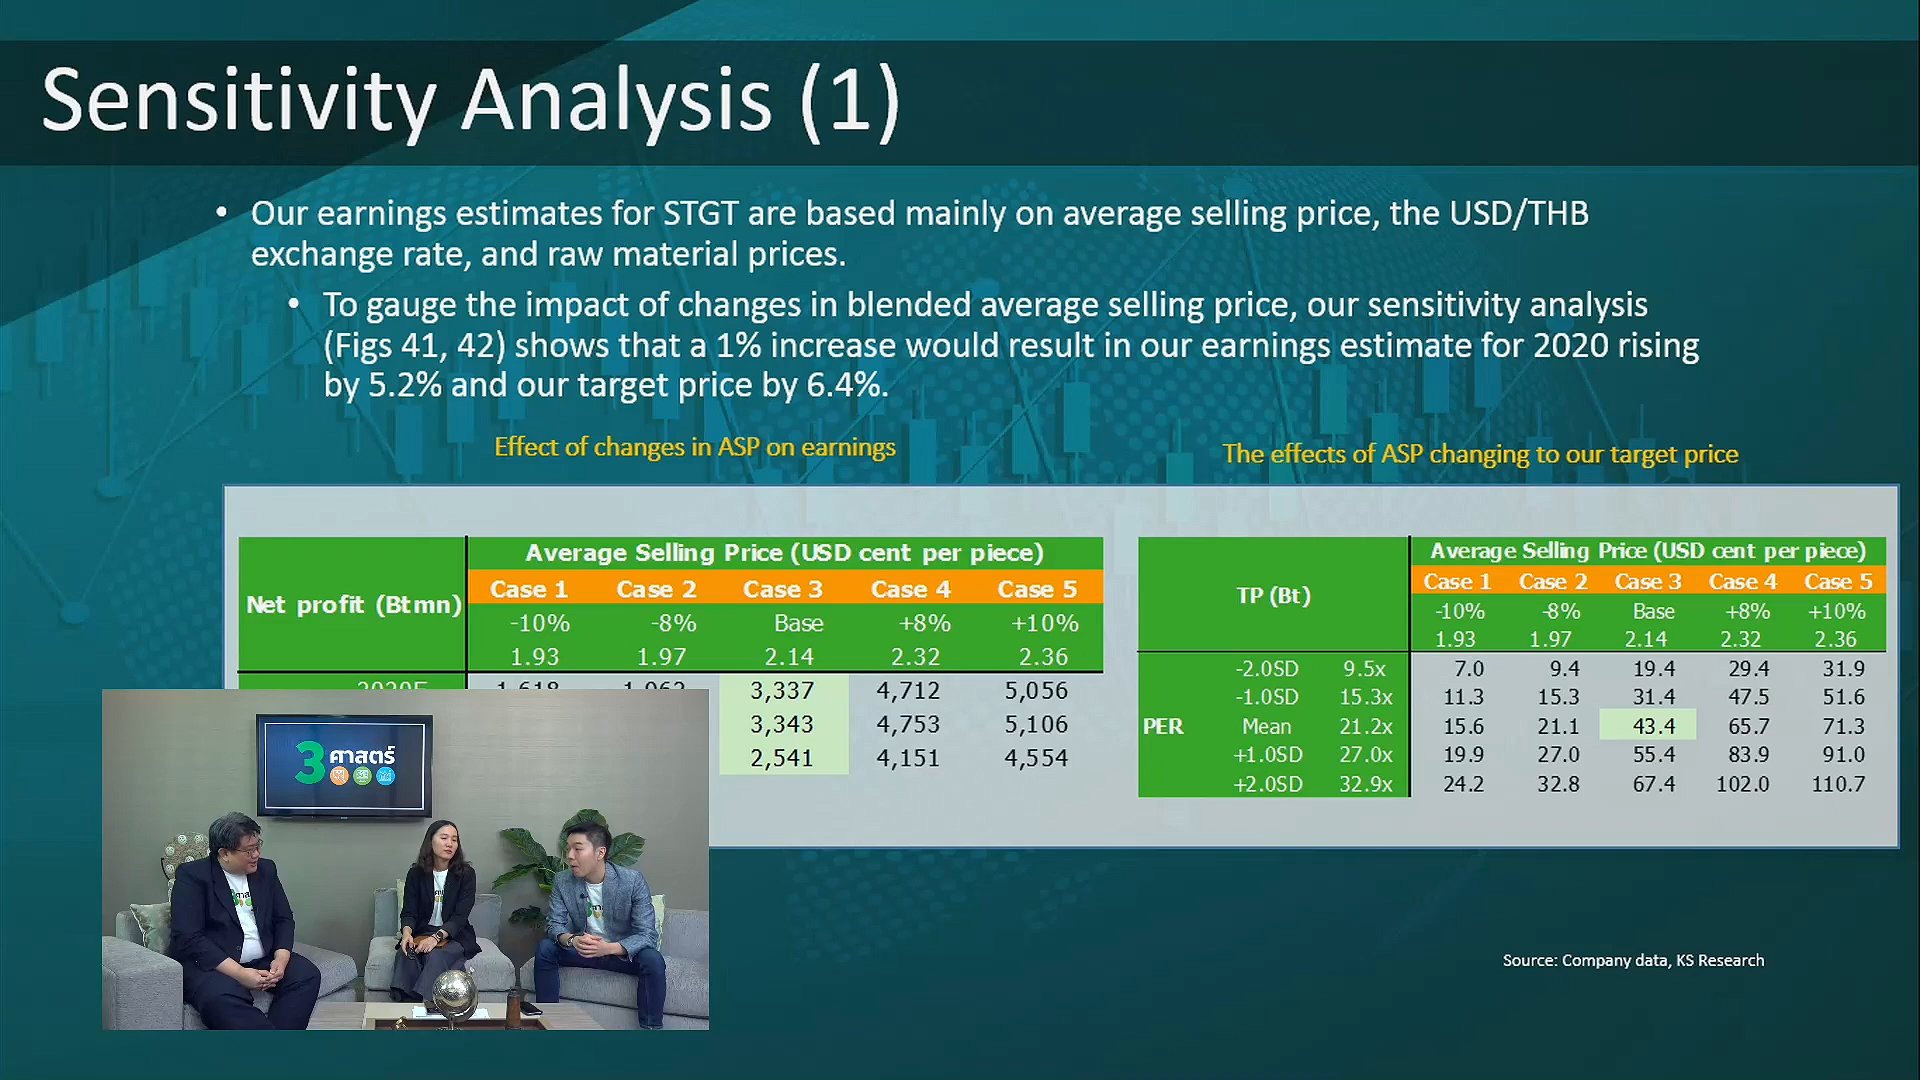 Sensitivity Analysis (1)
• Our earnings estimates for STGT are based mainly on average selling price, the USD/THB
exchange rate, and raw material prices.
• To gauge the impact of changes in blended average selling price, our sensitivity analysis
(Figs 41, 42) shows that a 1% increase would result in our earnings estimate for 2020 rising
by 5.2% and our target price by 6.4%.
Effect of changes in ASP on earnings
Net profit (Btmn)
Average Selling Price (USD cent per piece)
Case 1 Case 2 Case 3 Case 4 Case 5
-10% -8% Base +8% +10%
1.93 1.97 2.14 2.32 2.36
3,337 4,712 5,056
3,343 4,753 5,106
2,541 4,151 4,554
The effects of ASP changing to our target price
TP (Bt)
Average Selling Price (USD cent per piece)
Case 1 Case 2 Case 3 Case 4 Case 5
-10% -8% Base +8% +10%
1.93 1.97 2.14 2.32 2.36
PER
-2.0SD 9.5x 7.0 9.4 19.4 29.4 31.9
-1.0SD 15.3x 11.3 15.3 31.4 47.5 51.6
Mean 21.2x 15.6 21.1 43.4 65.7 71.3
+1.0SD 27.0x 19.9 27.0 55.4 83.9 91.0
+2.0SD 32.9x 24.2 32.8 67.4 102.0 110.7
3 ศาสตร์
Source: Company data, KS Research